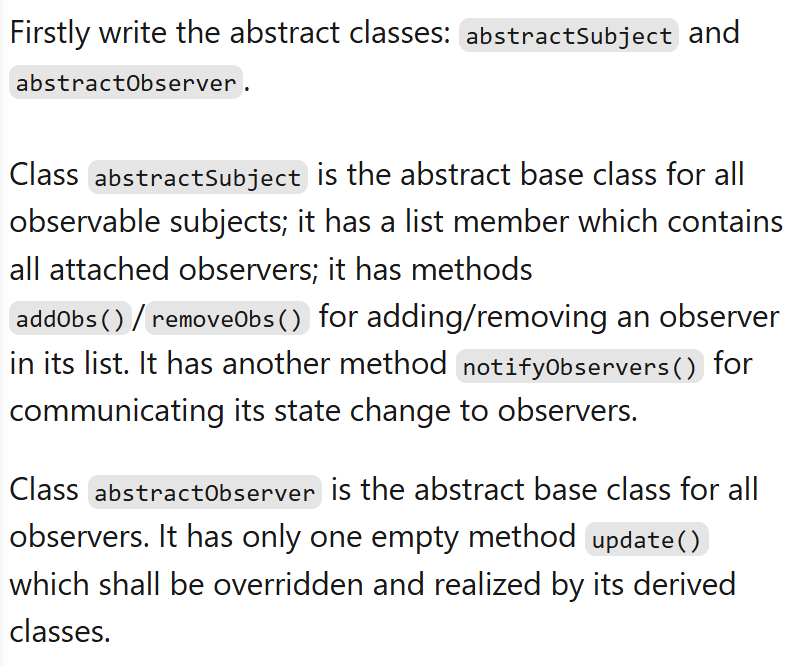 Firstly write the abstract classes: abstractSubject and
abstractObserver.
Class abstractSubject is the abstract base class for all
observable subjects; it has a list member which contains
all attached observers; it has methods
addObs()/removeObs() for adding/removing an observer
in its list. It has another method notifyObservers() for
communicating its state change to observers.
Class abstractObserver is the abstract base class for all
observers. It has only one empty method update()
which shall be overridden and realized by its derived
classes.